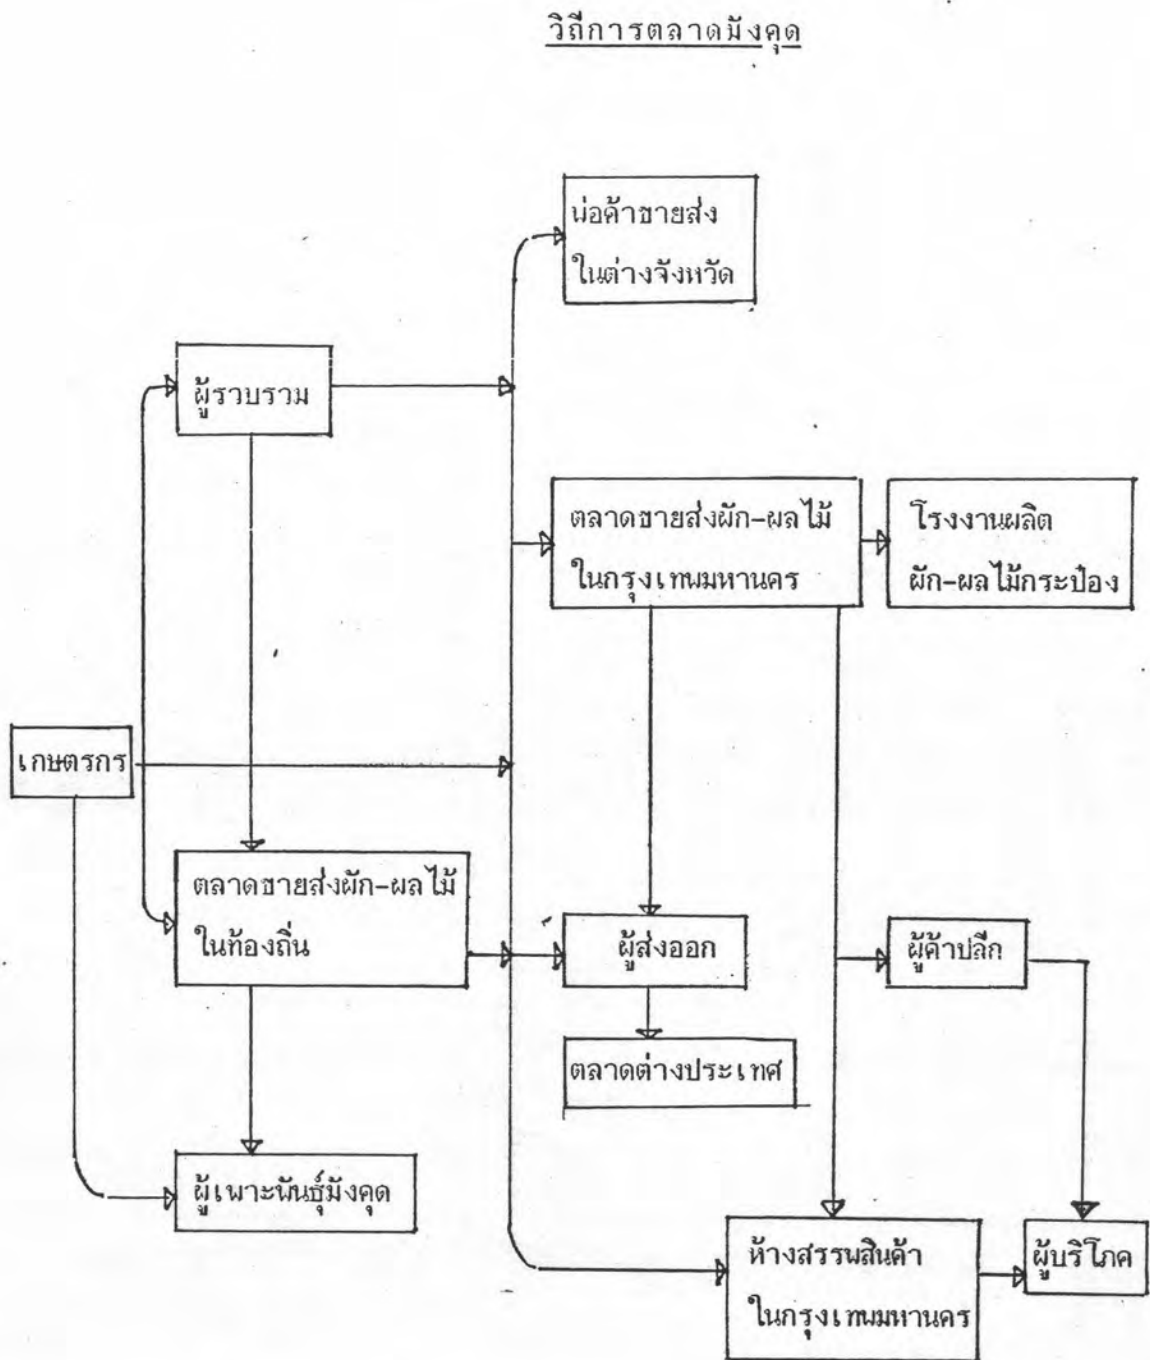 วิถีการตลาดมังคุด
พ่อค้าขายส่ง
ในต่างจังหวัด
ผู้รวบรวม
ตลาดขายส่งผัก-ผลไม้
ในกรุงเทพมหานคร
โรงงานผลิต
ผัก-ผลไม้กระป๋อง
เกษตรกร
ตลาดขายส่งผัก-ผลไม้
ในท้องถิ่น
ผู้ส่งออก
ผู้ค้าปลีก
ตลาดต่างประเทศ
ผู้เพาะพันธุ์มังคุด
ห้างสรรพสินค้า
ในกรุงเทพมหานคร
ผู้บริโภค